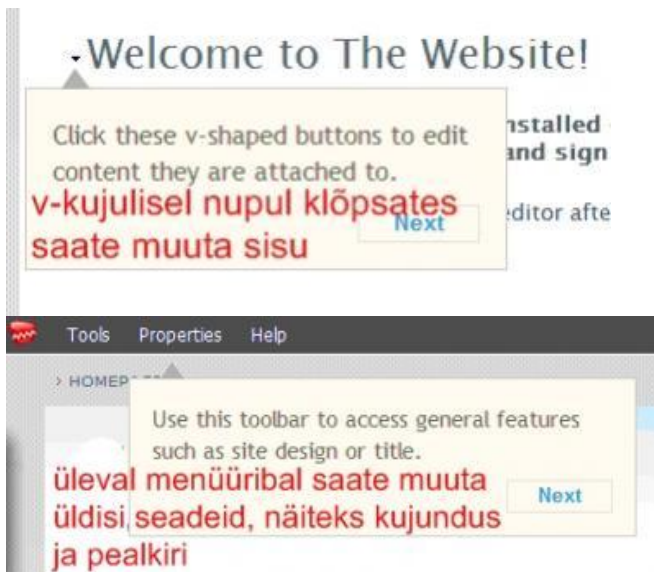 Welcome to The Website!
Click these v-shaped buttons to edit
content they are attached to.
nstalled
and sign
editor afte
v-kujulisel nupul klõpsates
saate muuta sisu
Next
Tools Properties Help
> HOMEP
Use this toolbar to access general features
such as site design or title.
üleval menüüribal saate muuta
üldisi seadeid, näiteks kujundus
ja pealkiri
Next